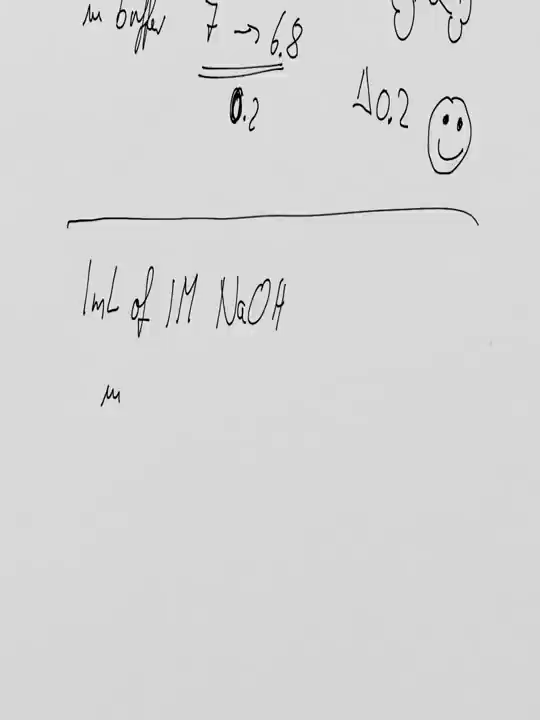 in buffer 7 → 6.8
0.2 Δ0.2
1mL of 1M NaOH
in